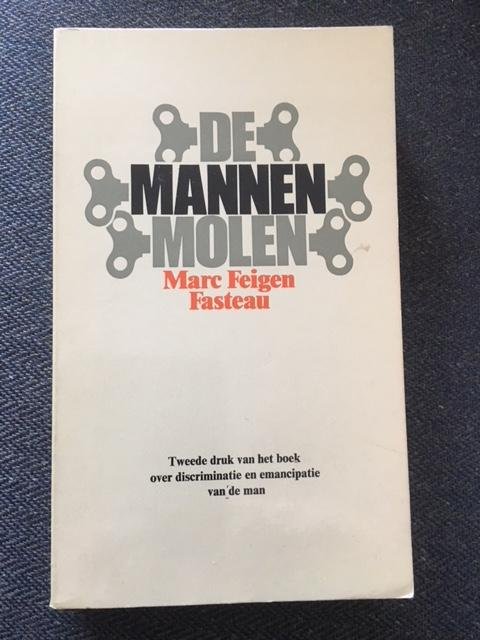 DE
MANNEN
MOLEN
Marc Feigen
Fasteau
Tweede druk van het boek
over discriminatie en emancipatie
van de man